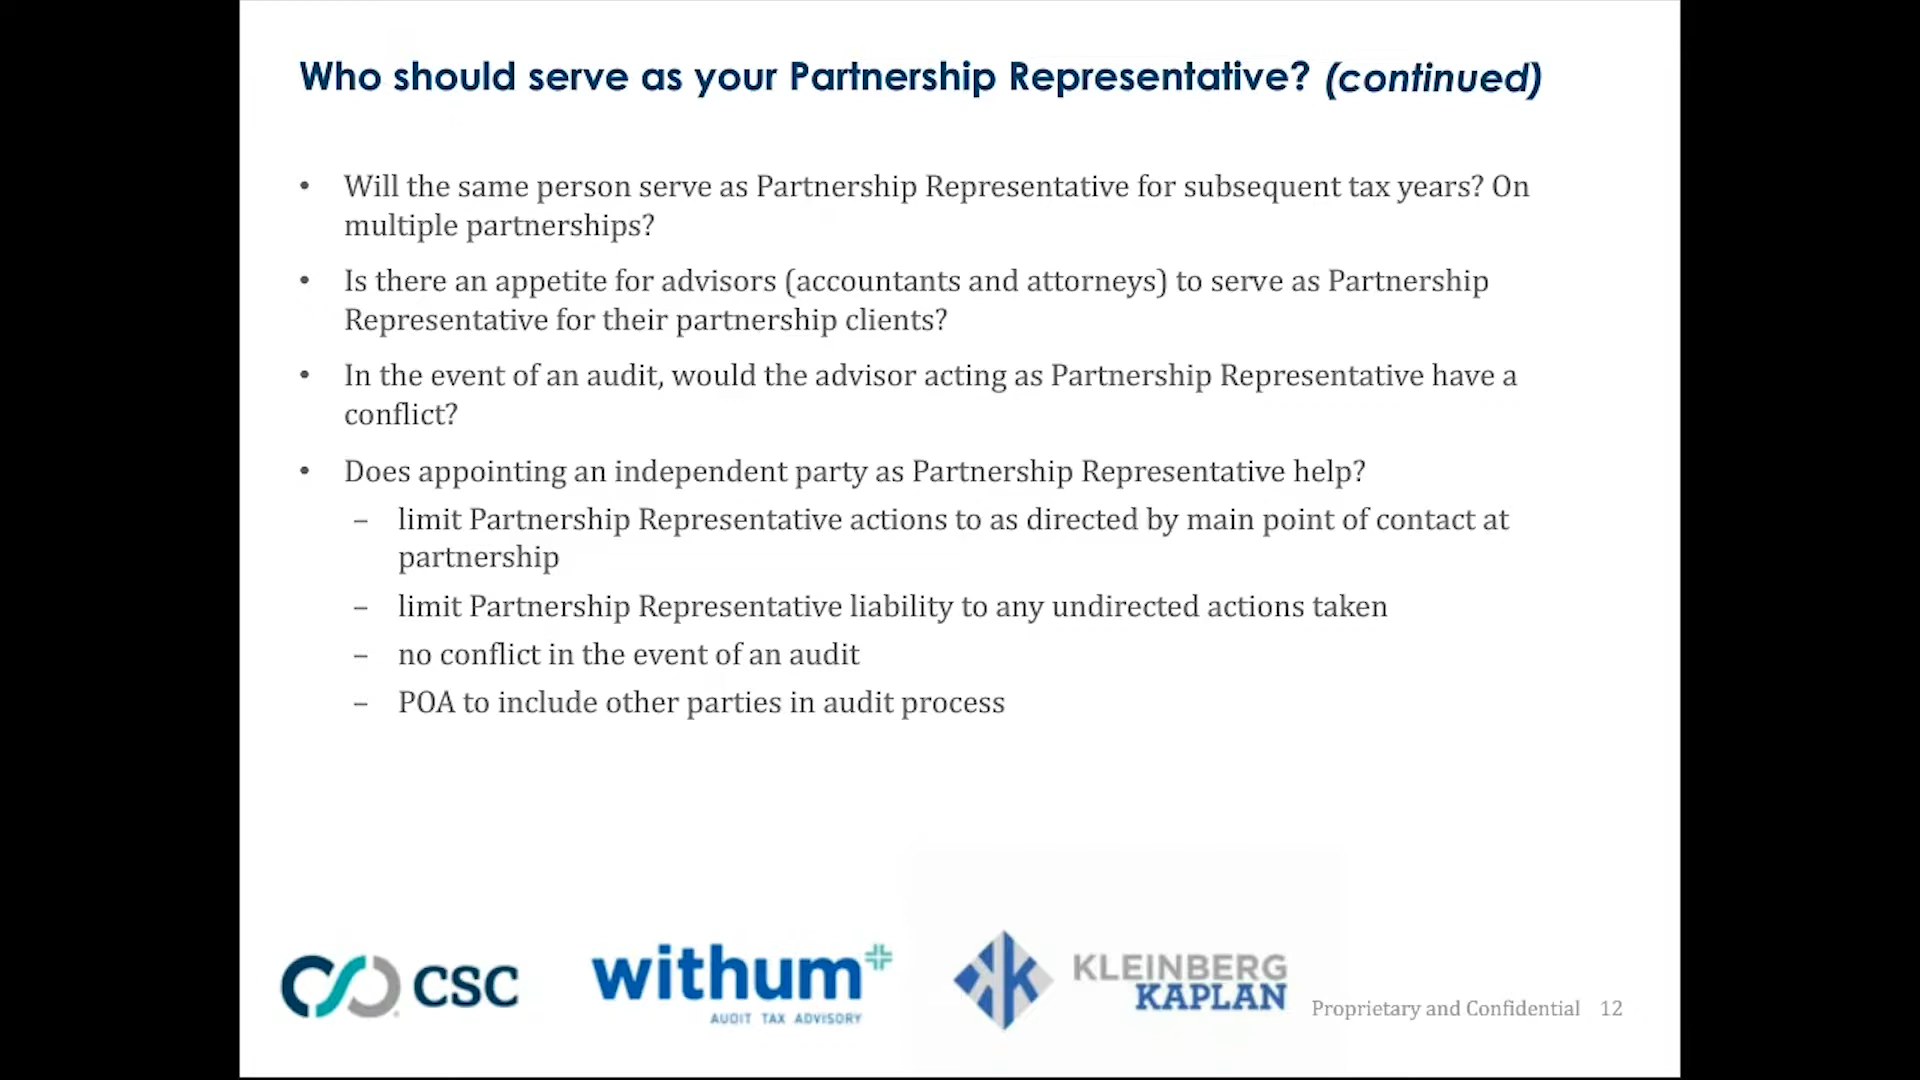 Who should serve as your Partnership Representative? (continued)
• Will the same person serve as Partnership Representative for subsequent tax years? On
multiple partnerships?
• Is there an appetite for advisors (accountants and attorneys) to serve as Partnership
Representative for their partnership clients?
• In the event of an audit, would the advisor acting as Partnership Representative have a
conflict?
• Does appointing an independent party as Partnership Representative help?
– limit Partnership Representative actions to as directed by main point of contact at
partnership
– limit Partnership Representative liability to any undirected actions taken
– no conflict in the event of an audit
– POA to include other parties in audit process
CSC
withum+
AUDIT TAX ADVISORY
KLEINBERG
KAPLAN
Proprietary and Confidential 12